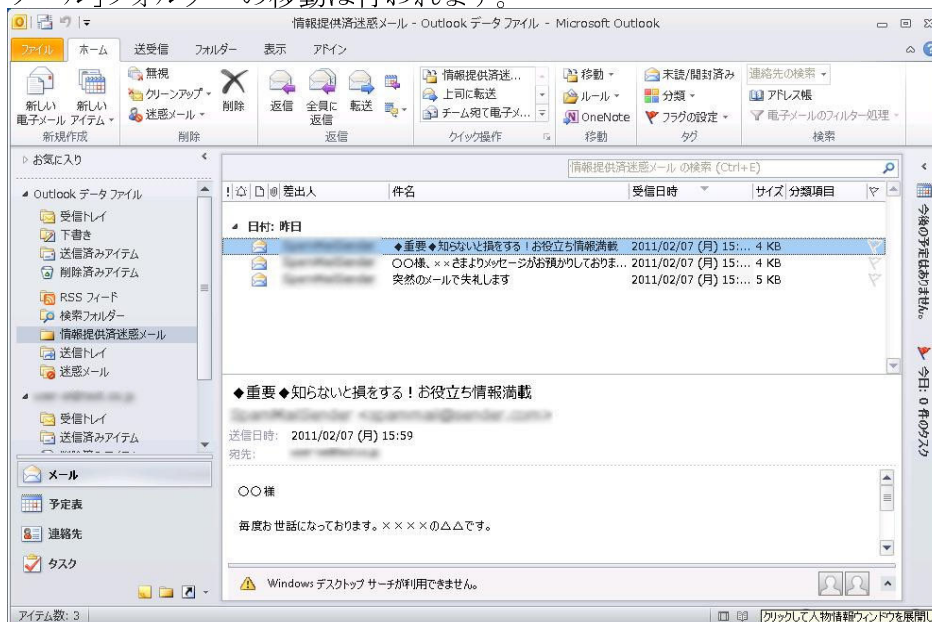 ール」フォルダーの移動は行われます。
情報提供済迷惑メール - Outlook データ ファイル - Microsoft Outlook
ファイル ホーム 送受信 フォルダー 表示 アドイン
新しい電子メール
新しいアイテム
新規作成
無視
クリーンアップ
迷惑メール
削除
削除
返信
全員に返信
転送
返信
情報提供済迷...
上司に転送
チーム宛て電子メ...
クイック操作
移動
ルール
OneNote
移動
未読/開封済み
分類
フラグの設定
タグ
連絡先の検索
アドレス帳
電子メールのフィルター処理
検索
お気に入り
Outlook データ ファイル
受信トレイ
下書き
送信済みアイテム
削除済みアイテム
RSS フィード
検索フォルダー
情報提供済迷惑メール
送信トレイ
迷惑メール
受信トレイ
送信済みアイテム
メール
予定表
連絡先
タスク
情報提供済迷惑メール の検索 (Ctrl+E)
差出人 件名 受信日時 サイズ 分類項目
日付: 昨日
◆重要◆知らないと損をする！お役立ち情報満載 2011/02/07 (月) 15:... 4 KB
○○様、××さまよりメッセージがお預かりしておりま... 2011/02/07 (月) 15:... 4 KB
突然のメールで失礼します 2011/02/07 (月) 15:... 5 KB
◆重要◆知らないと損をする！お役立ち情報満載
送信日時: 2011/02/07 (月) 15:59
宛先:
○○様
毎度お世話になっております。××××の△△です。
Windows デスクトップ サーチが利用できません。
今後の予定はありません。
今日: 0 件のタスク
アイテム数: 3
クリックして人物情報ウィンドウを展開し